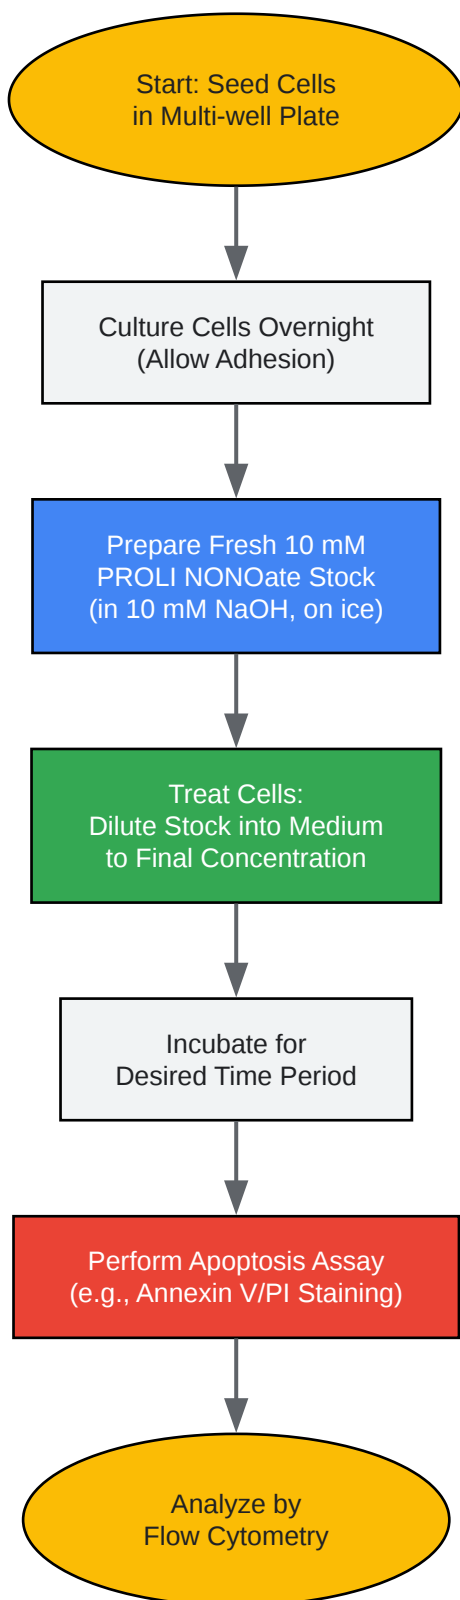 Start: Seed Cells
in Multi-well Plate
Culture Cells Overnight
(Allow Adhesion)
Prepare Fresh 10 mM
PROLI NONOate Stock
(in 10 mM NaOH, on ice)
Treat Cells:
Dilute Stock into Medium
to Final Concentration
Incubate for
Desired Time Period
Perform Apoptosis Assay
(e.g., Annexin V/PI Staining)
Analyze by
Flow Cytometry